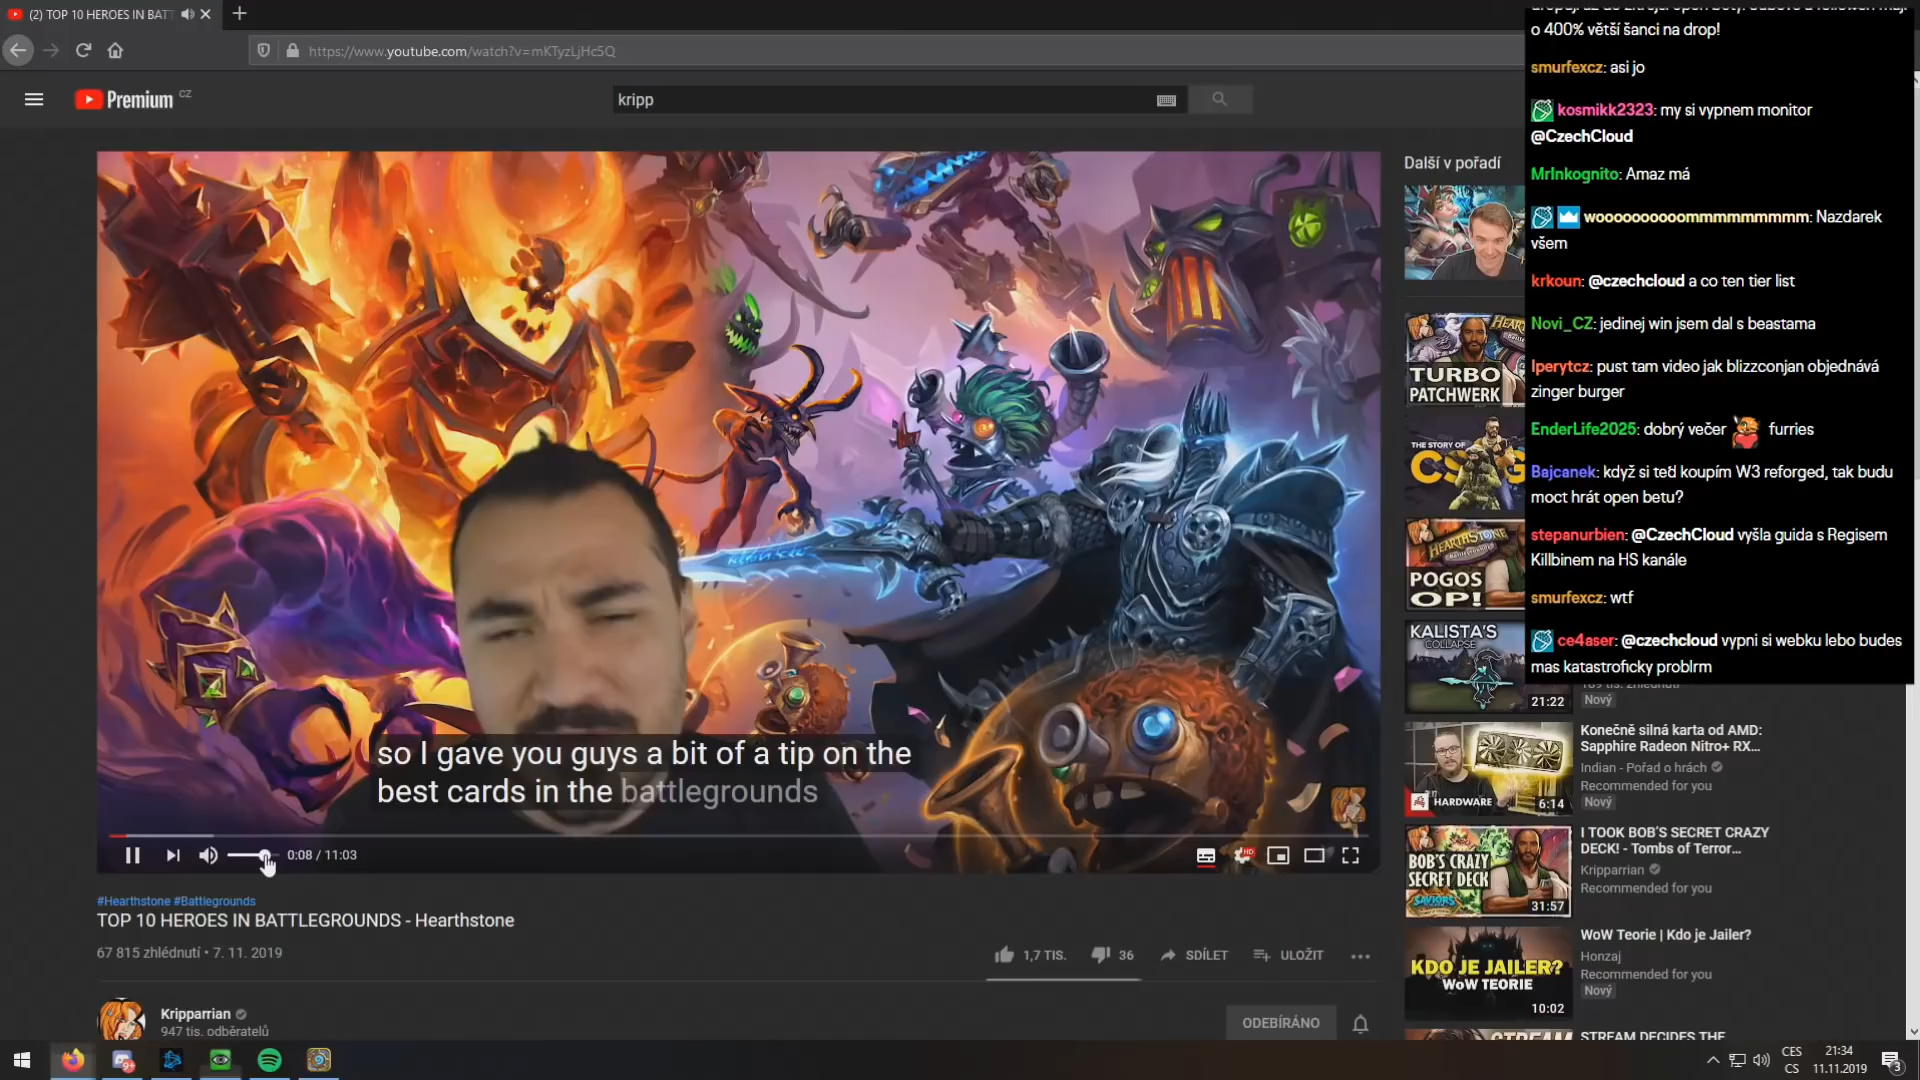 (2) TOP 10 HEROES IN BATT
https://www.youtube.com/watch?v=mKTyzLjHc5Q
Premium CZ
kripp
so I gave you guys a bit of a tip on the
best cards in the battlegrounds
0:08 / 11:03
HD
#Hearthstone #Battlegrounds
TOP 10 HEROES IN BATTLEGROUNDS - Hearthstone
67 815 zhlédnutí • 7. 11. 2019
1,7 TIS.
36
SDÍLET
ULOŽIT
Kripparrian
947 tis. odběratelů
ODEBÍRÁNO
Další v pořadí
TURBO
PATCHWERK
THE STORY OF
HEARTHSTONE
POGOS
OP!
KALISTA'S
COLLAPSE
21:22
Nový
HARDWARE
6:14
Konečně silná karta od AMD:
Sapphire Radeon Nitro+ RX...
Indian - Pořad o hrách
Recommended for you
Nový
BOB'S CRAZY
SECRET DECK
SAVIORS
31:57
I TOOK BOB'S SECRET CRAZY
DECK! - Tombs of Terror...
Kripparrian
Recommended for you
KDO JE JAILER?
WoW TEORIE
10:02
WoW Teorie | Kdo je Jailer?
Honzaj
Recommended for you
Nový
STREAM DECIDES THE
o 400% větší šanci na drop!
smurfexcz: asi jo
kosmikk2323: my si vypnem monitor
@CzechCloud
MrInkognito: Amaz má
woooooooooommmmmmmmm: Nazdarek
všem
krkoun: @czechcloud a co ten tier list
Novi_CZ: jedinej win jsem dal s beastama
Iperytcz: pust tam video jak blizzconjan objednává
zinger burger
EnderLife2025: dobrý večer furries
Bajcanek: když si teď koupím W3 reforged, tak budu
moct hrát open betu?
stepanurbien: @CzechCloud vyšla guida s Regisem
Killbinem na HS kanále
smurfexcz: wtf
ce4aser: @czechcloud vypni si webku lebo budes
mas katastroficky problrm
9+
CES
CS
21:34
11.11.2019
3